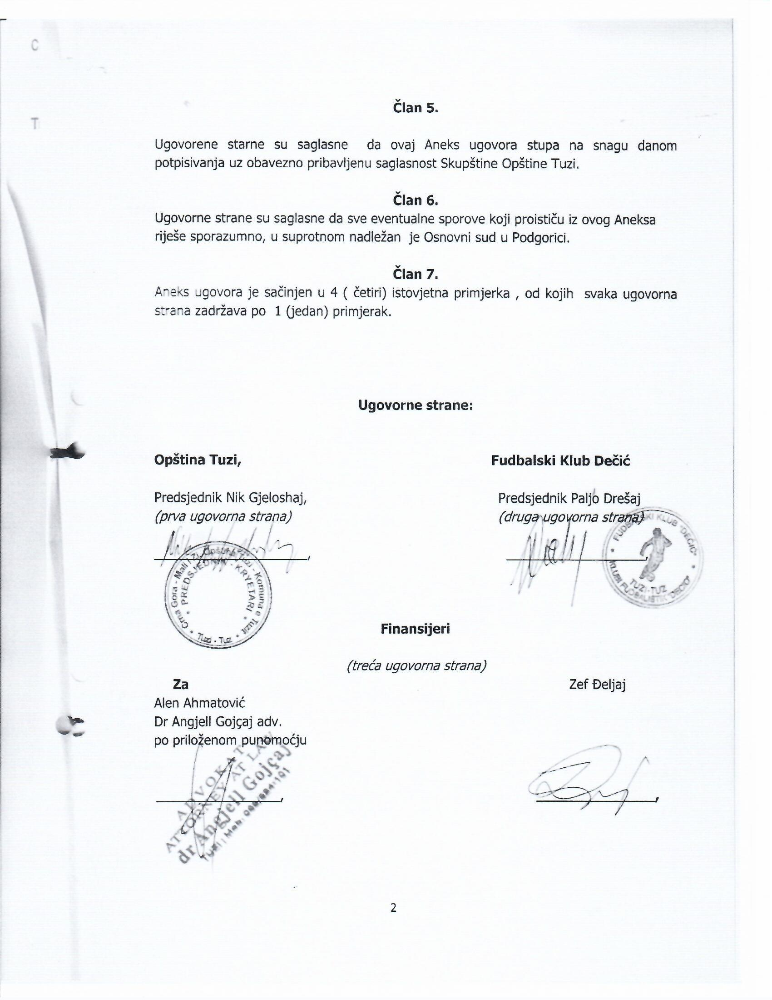 C
T
Član 5.
Ugovorene starne su saglasne da ovaj Aneks ugovora stupa na snagu danom
potpisivanja uz obavezno pribavljenu saglasnost Skupštine Opštine Tuzi.
Član 6.
Ugovorne strane su saglasne da sve eventualne sporove koji proističu iz ovog Aneksa
riješe sporazumno, u suprotnom nadležan je Osnovni sud u Podgorici.
Član 7.
Aneks ugovora je sačinjen u 4 ( četiri) istovjetna primjerka , od kojih svaka ugovorna
strana zadržava po 1 (jedan) primjerak.
Ugovorne strane:
Opština Tuzi,
Fudbalski Klub Dečić
Predsjednik Nik Gjeloshaj,
Predsjednik Paljo Drešaj
(prva ugovorna strana)
(druga ugovorna strana)
FUDBALSKI KLUB "DEČIĆ"
KLUBI FUDBALISTIK "DECIQ"
TUZI-TUZ
Crna Gora - Mali i Zi, Opština Tuzi - Komuna e Tuzit
PREDSJEDNIK - KRYETARI
Tuzi - Tuz
Finansijeri
(treća ugovorna strana)
Za
Zef Đeljaj
Alen Ahmatović
Dr Angjell Gojçaj adv.
po priloženom punomoćju
ADVOKAT
ATTORNEY AT LAW
dr Angjell Gojçaj
Tuzi, Mob:
2